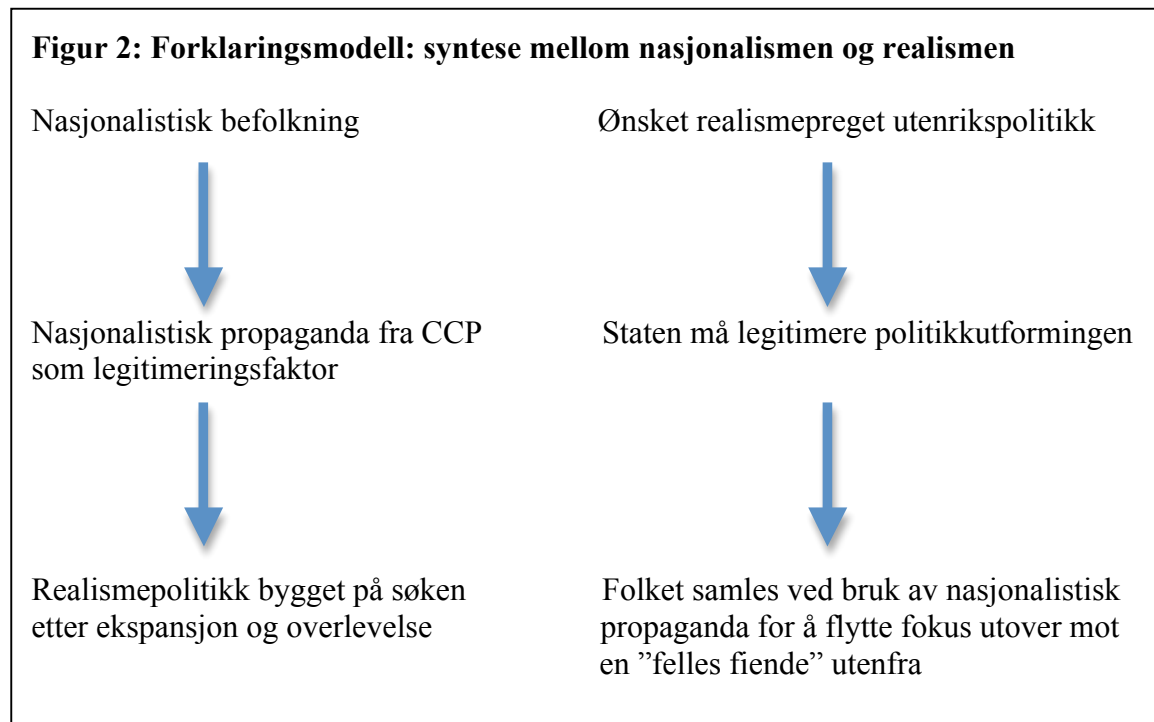 Figur 2: Forklaringsmodell: syntese mellom nasjonalismen og realismen
Nasjonalistisk befolkning
Nasjonalistisk propaganda fra CCP
som legitimeringsfaktor
Realismepolitikk bygget på søken
etter ekspansjon og overlevelse
Ønsket realismepreget utenrikspolitikk
Staten må legitimere politikkutformingen
Folket samles ved bruk av nasjonalistisk
propaganda for å flytte fokus utover mot
en ”felles fiende” utenfra